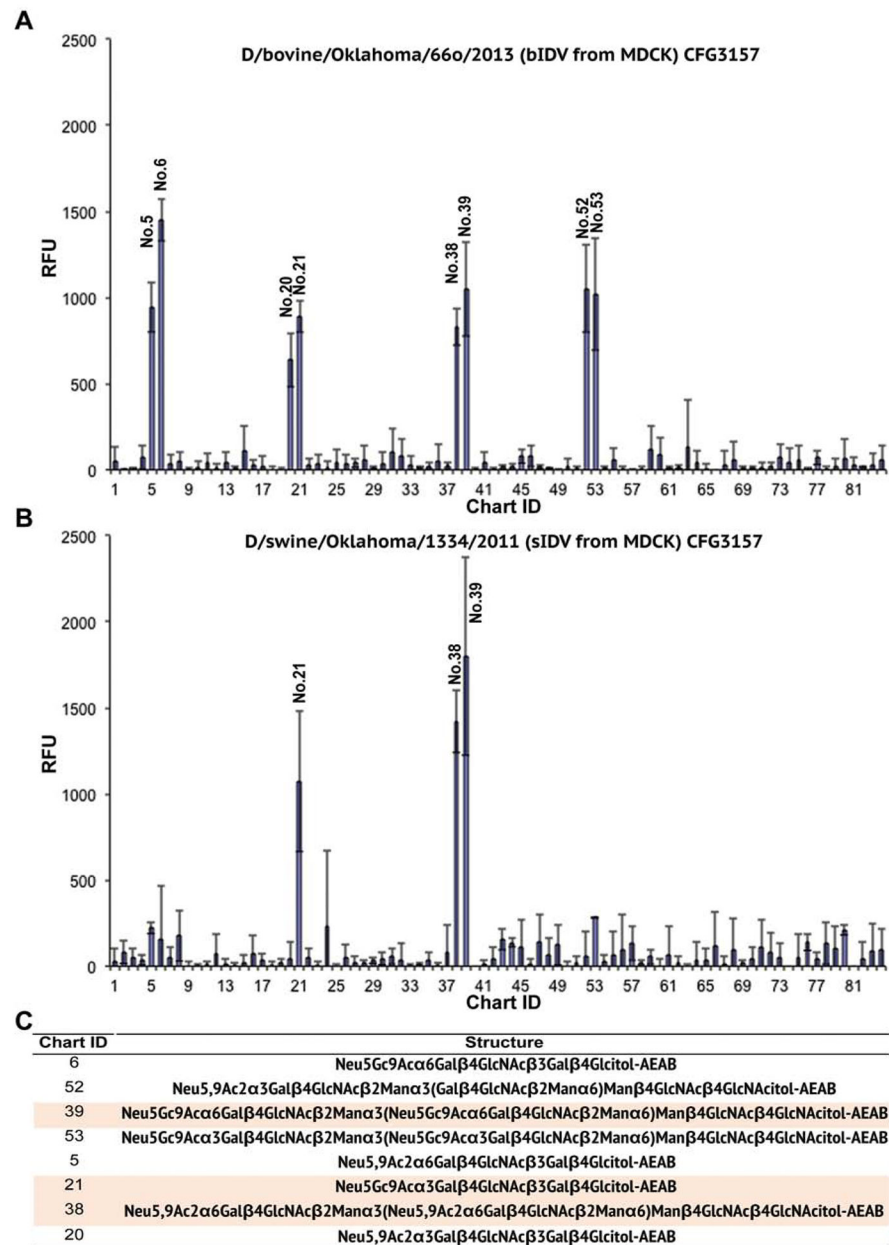 A
D/bovine/Oklahoma/66o/2013 (bIDV from MDCK) CFG3157
2500
2000
1500
1000
500
0
RFU
No.5
No.6
No.20
No.21
No.38
No.39
No.52
No.53
1 5 9 13 17 21 25 29 33 37 41 45 49 53 57 61 65 69 73 77 81
Chart ID
B
D/swine/Oklahoma/1334/2011 (sIDV from MDCK) CFG3157
2500
2000
1500
1000
500
0
RFU
No.21
No.38
No.39
1 5 9 13 17 21 25 29 33 37 41 45 49 53 57 61 65 69 73 77 81
Chart ID
C
Chart ID Structure
6 Neu5Gc9Acα6Galβ4GlcNAcβ3Galβ4Glcitol-AEAB
52 Neu5,9Ac2α3Galβ4GlcNAcβ2Manα3(Galβ4GlcNAcβ2Manα6)Manβ4GlcNAcβ4GlcNAcitol-AEAB
39 Neu5Gc9Acα6Galβ4GlcNAcβ2Manα3(Neu5Gc9Acα6Galβ4GlcNAcβ2Manα6)Manβ4GlcNAcβ4GlcNAcitol-AEAB
53 Neu5Gc9Acα3Galβ4GlcNAcβ2Manα3(Neu5Gc9Acα3Galβ4GlcNAcβ2Manα6)Manβ4GlcNAcβ4GlcNAcitol-AEAB
5 Neu5,9Ac2α6Galβ4GlcNAcβ3Galβ4Glcitol-AEAB
21 Neu5Gc9Acα3Galβ4GlcNAcβ3Galβ4Glcitol-AEAB
38 Neu5,9Ac2α6Galβ4GlcNAcβ2Manα3(Neu5,9Ac2α6Galβ4GlcNAcβ2Manα6)Manβ4GlcNAcβ4GlcNAcitol-AEAB
20 Neu5,9Ac2α3Galβ4GlcNAcβ3Galβ4Glcitol-AEAB